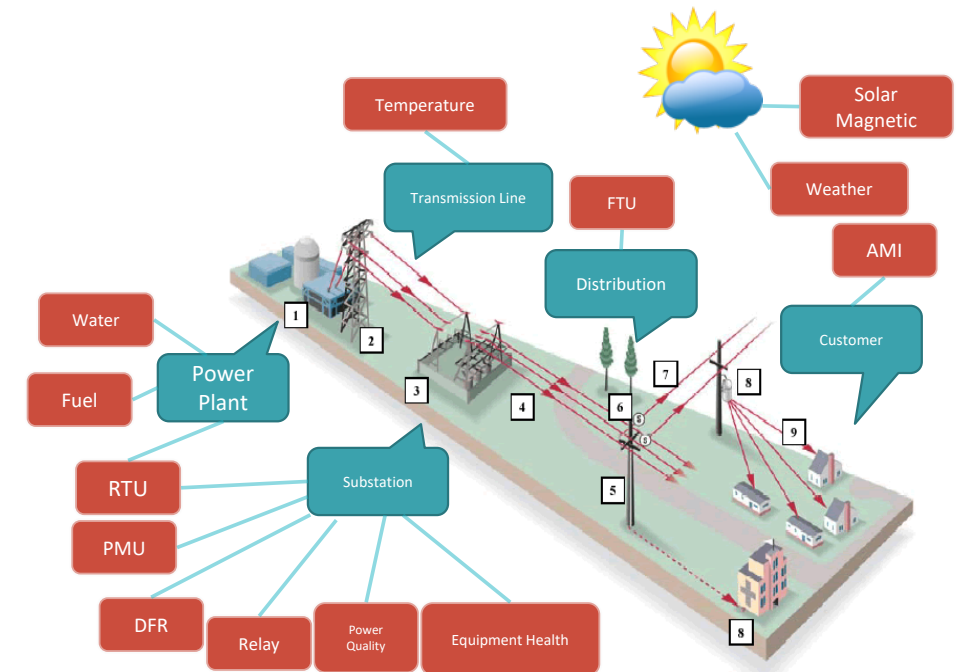 Temperature
Solar
Magnetic
Transmission Line
FTU
Weather
AMI
Distribution
Water
1
2
Customer
Power
Plant
Fuel
3
4
6
7
8
9
5
RTU
Substation
PMU
DFR
Relay
Power
Quality
Equipment Health
8